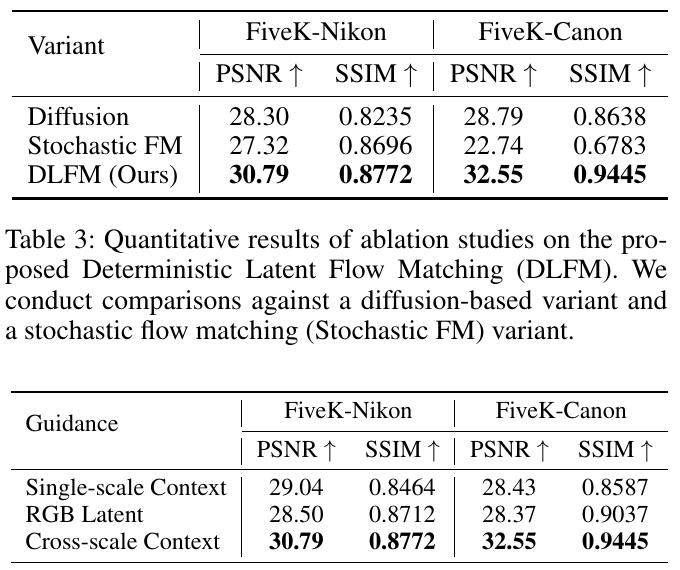 Variant FiveK-Nikon FiveK-Canon
PSNR ↑ SSIM ↑ PSNR ↑ SSIM ↑
Diffusion 28.30 0.8235 28.79 0.8638
Stochastic FM 27.32 0.8696 22.74 0.6783
DLFM (Ours) 30.79 0.8772 32.55 0.9445
Table 3: Quantitative results of ablation studies on the pro-
posed Deterministic Latent Flow Matching (DLFM). We
conduct comparisons against a diffusion-based variant and
a stochastic flow matching (Stochastic FM) variant.
Guidance FiveK-Nikon FiveK-Canon
PSNR ↑ SSIM ↑ PSNR ↑ SSIM ↑
Single-scale Context 29.04 0.8464 28.43 0.8587
RGB Latent 28.50 0.8712 28.37 0.9037
Cross-scale Context 30.79 0.8772 32.55 0.9445